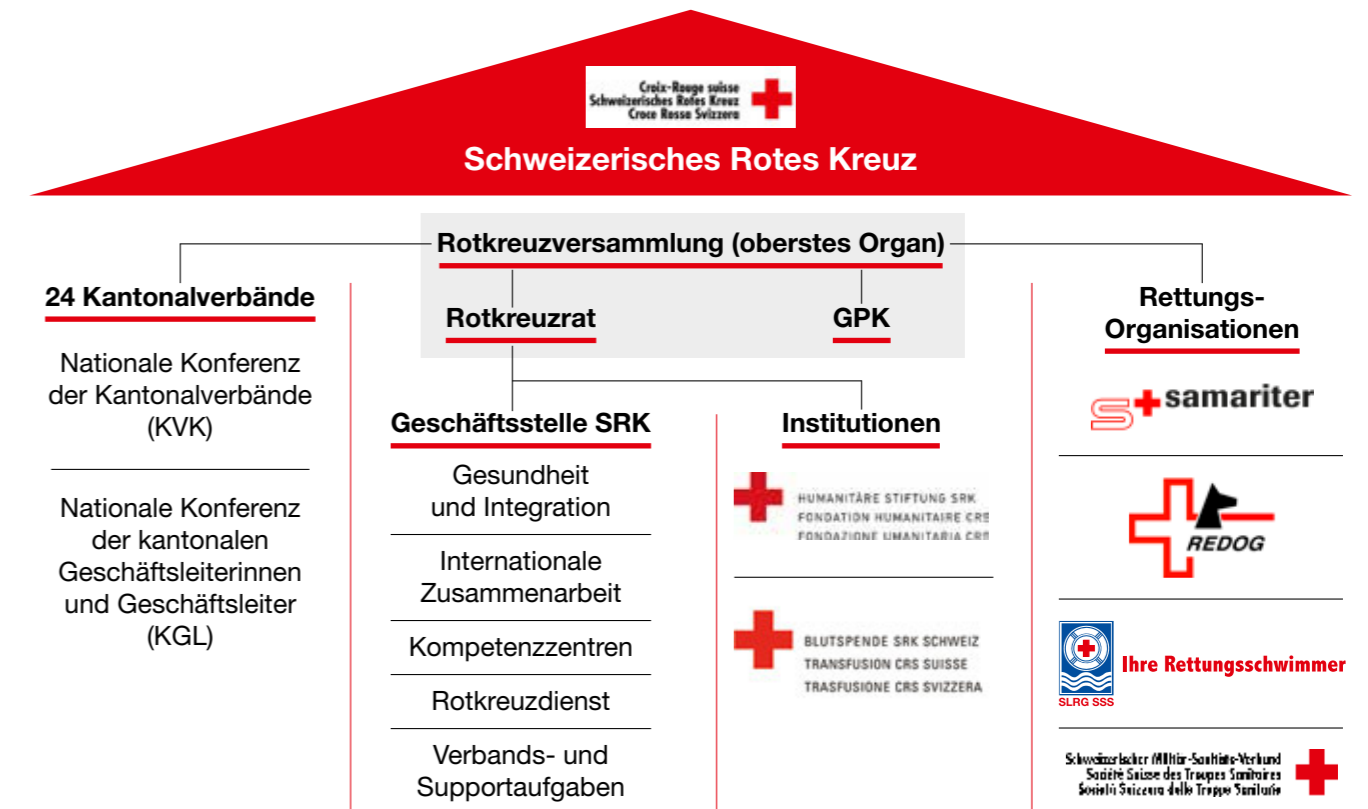 Croix-Rouge suisse
Schweizerisches Rotes Kreuz
Croce Rossa Svizzera
Schweizerisches Rotes Kreuz
Rotkreuzversammlung (oberstes Organ)
Rotkreuzrat
GPK
24 Kantonalverbände
Nationale Konferenz
der Kantonalverbände
(KVK)
Nationale Konferenz
der kantonalen
Geschäftsleiterinnen
und Geschäftsleiter
(KGL)
Geschäftsstelle SRK
Gesundheit
und Integration
Internationale
Zusammenarbeit
Kompetenzzentren
Rotkreuzdienst
Verbands- und
Supportaufgaben
Institutionen
HUMANITÄRE STIFTUNG SRK
FONDATION HUMANITAIRE CRS
FONDAZIONE UMANITARIA CRS
BLUTSPENDE SRK SCHWEIZ
TRANSFUSION CRS SUISSE
TRASFUSIONE CRS SVIZZERA
Rettungs-
Organisationen
samariter
REDOG
Ihre Rettungsschwimmer
SLRG SSS
Schweizerischer Militär-Sanitäts-Verband
Société Suisse des Troupes Sanitaires
Società Svizzera delle Truppe Sanitarie